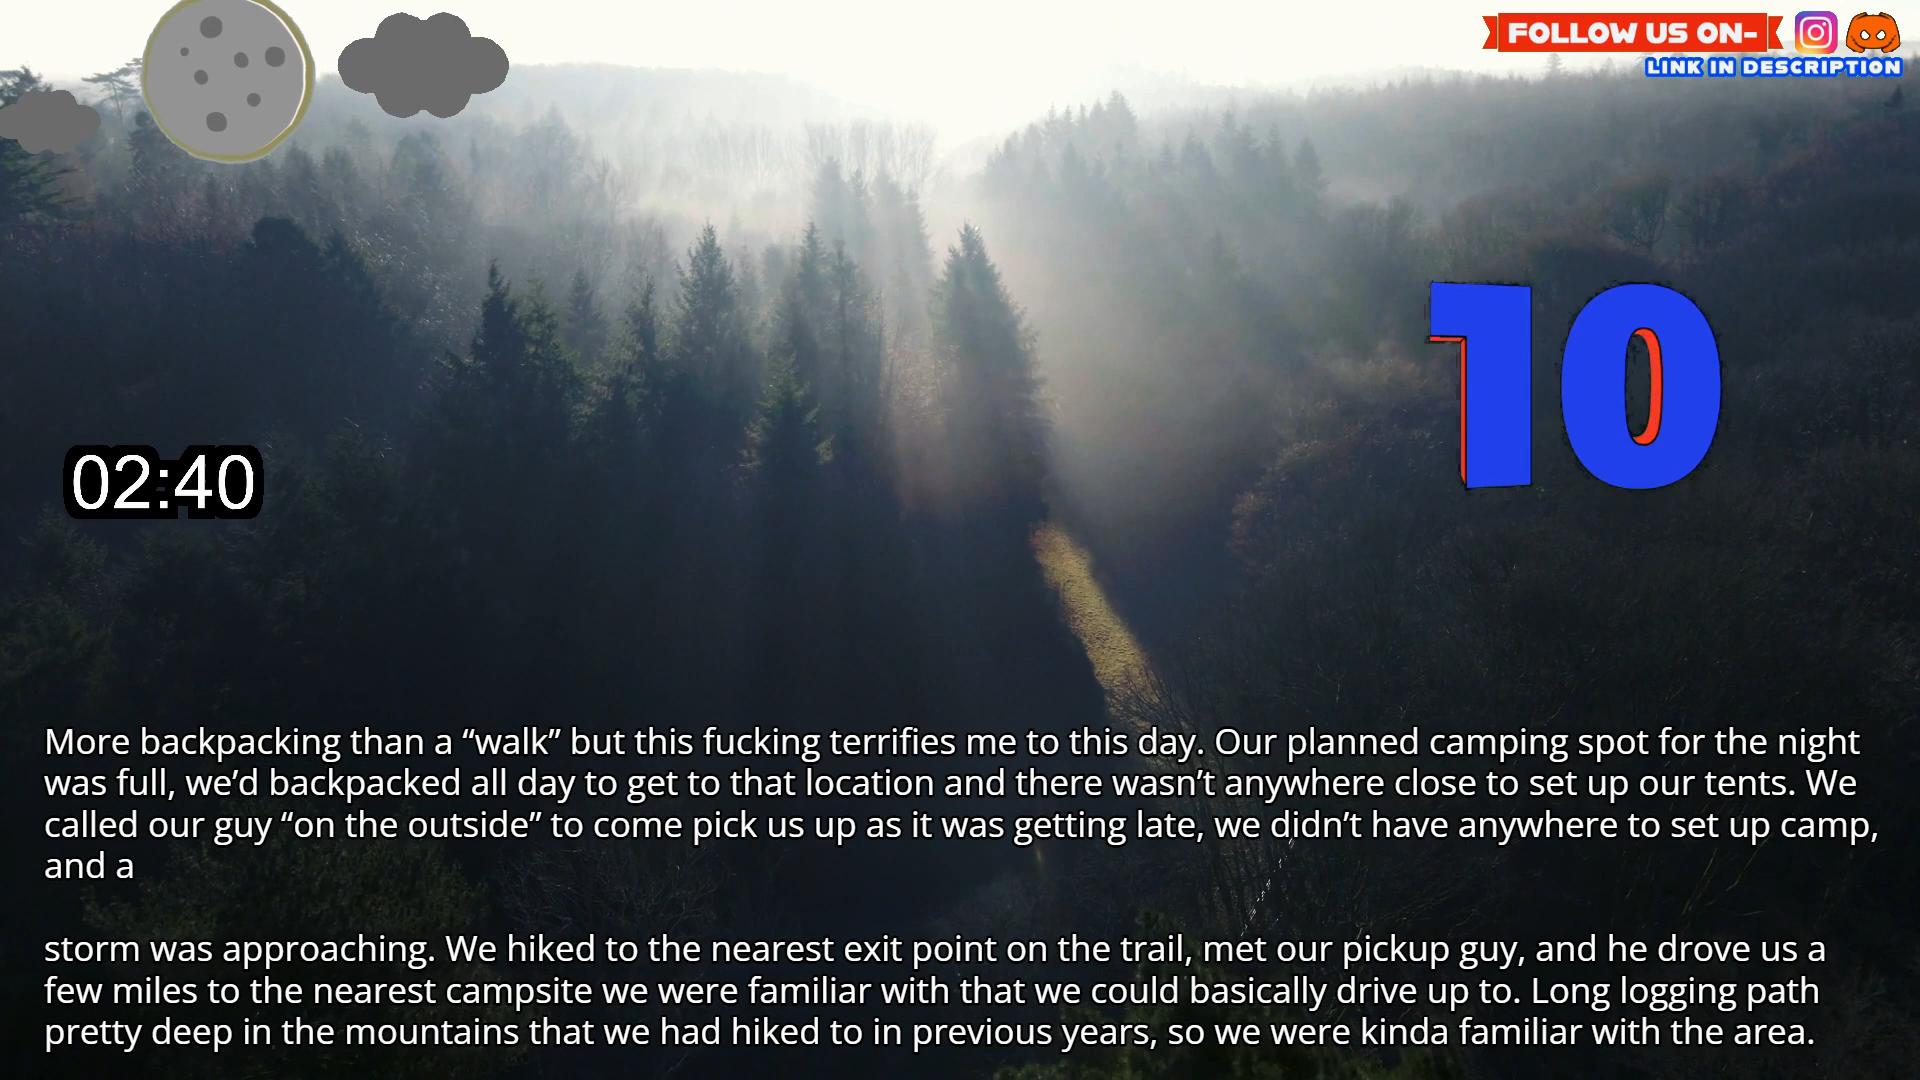 FOLLOW US ON-
LINK IN DESCRIPTION
10
02:40
More backpacking than a “walk” but this fucking terrifies me to this day. Our planned camping spot for the night
was full, we’d backpacked all day to get to that location and there wasn’t anywhere close to set up our tents. We
called our guy “on the outside” to come pick us up as it was getting late, we didn’t have anywhere to set up camp,
and a
storm was approaching. We hiked to the nearest exit point on the trail, met our pickup guy, and he drove us a
few miles to the nearest campsite we were familiar with that we could basically drive up to. Long logging path
pretty deep in the mountains that we had hiked to in previous years, so we were kinda familiar with the area.